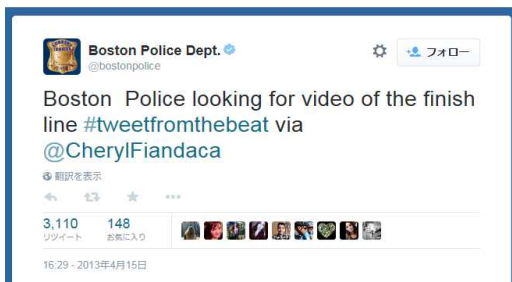 Boston Police Dept.
@bostonpolice
フォロー
Boston Police looking for video of the finish
line #tweetfromthebeat via
@CherylFiandaca
翻訳を表示
3,110 148
リツイート お気に入り
16:29 - 2013年4月15日